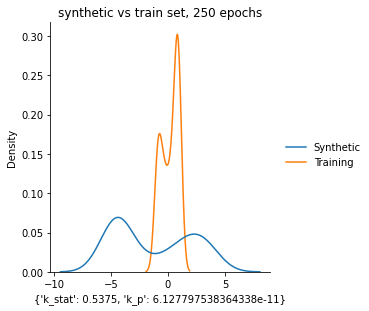 synthetic vs train set, 250 epochs
0.30
0.25
0.20
0.15
0.10
0.05
0.00
Density
−10
−5
0
5
{'k_stat': 0.5375, 'k_p': 6.127797538364338e-11}
Synthetic
Training